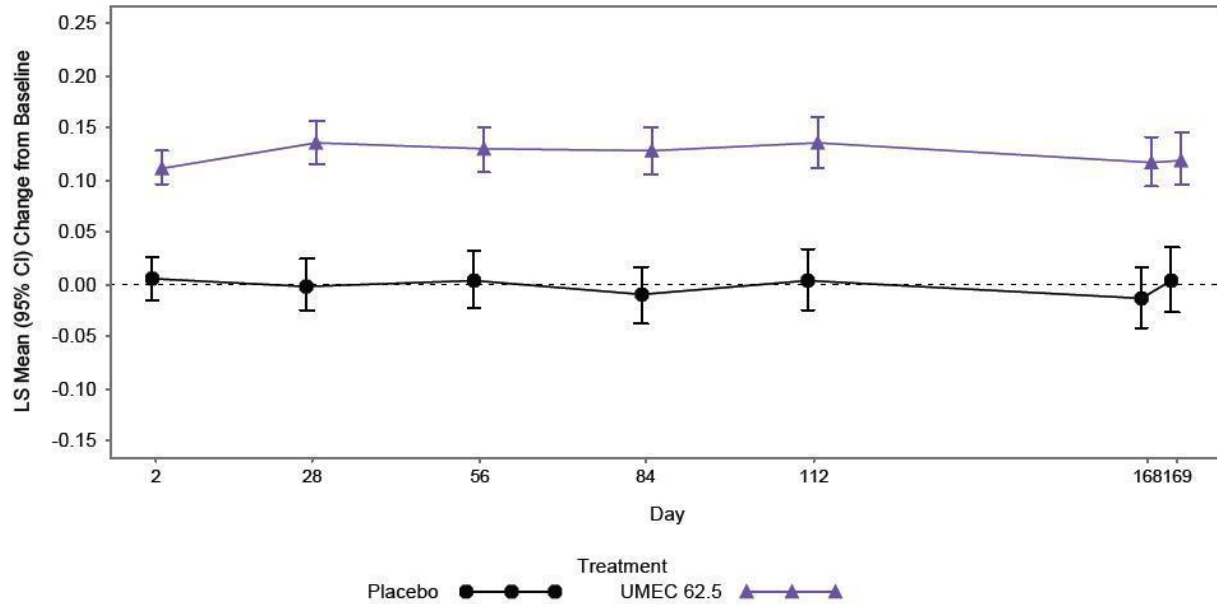 LS Mean (95% CI) Change from Baseline
0.25
0.20
0.15
0.10
0.05
0.00
-0.05
-0.10
-0.15
2 28 56 84 112 168169
Day
Treatment
Placebo UMEC 62.5